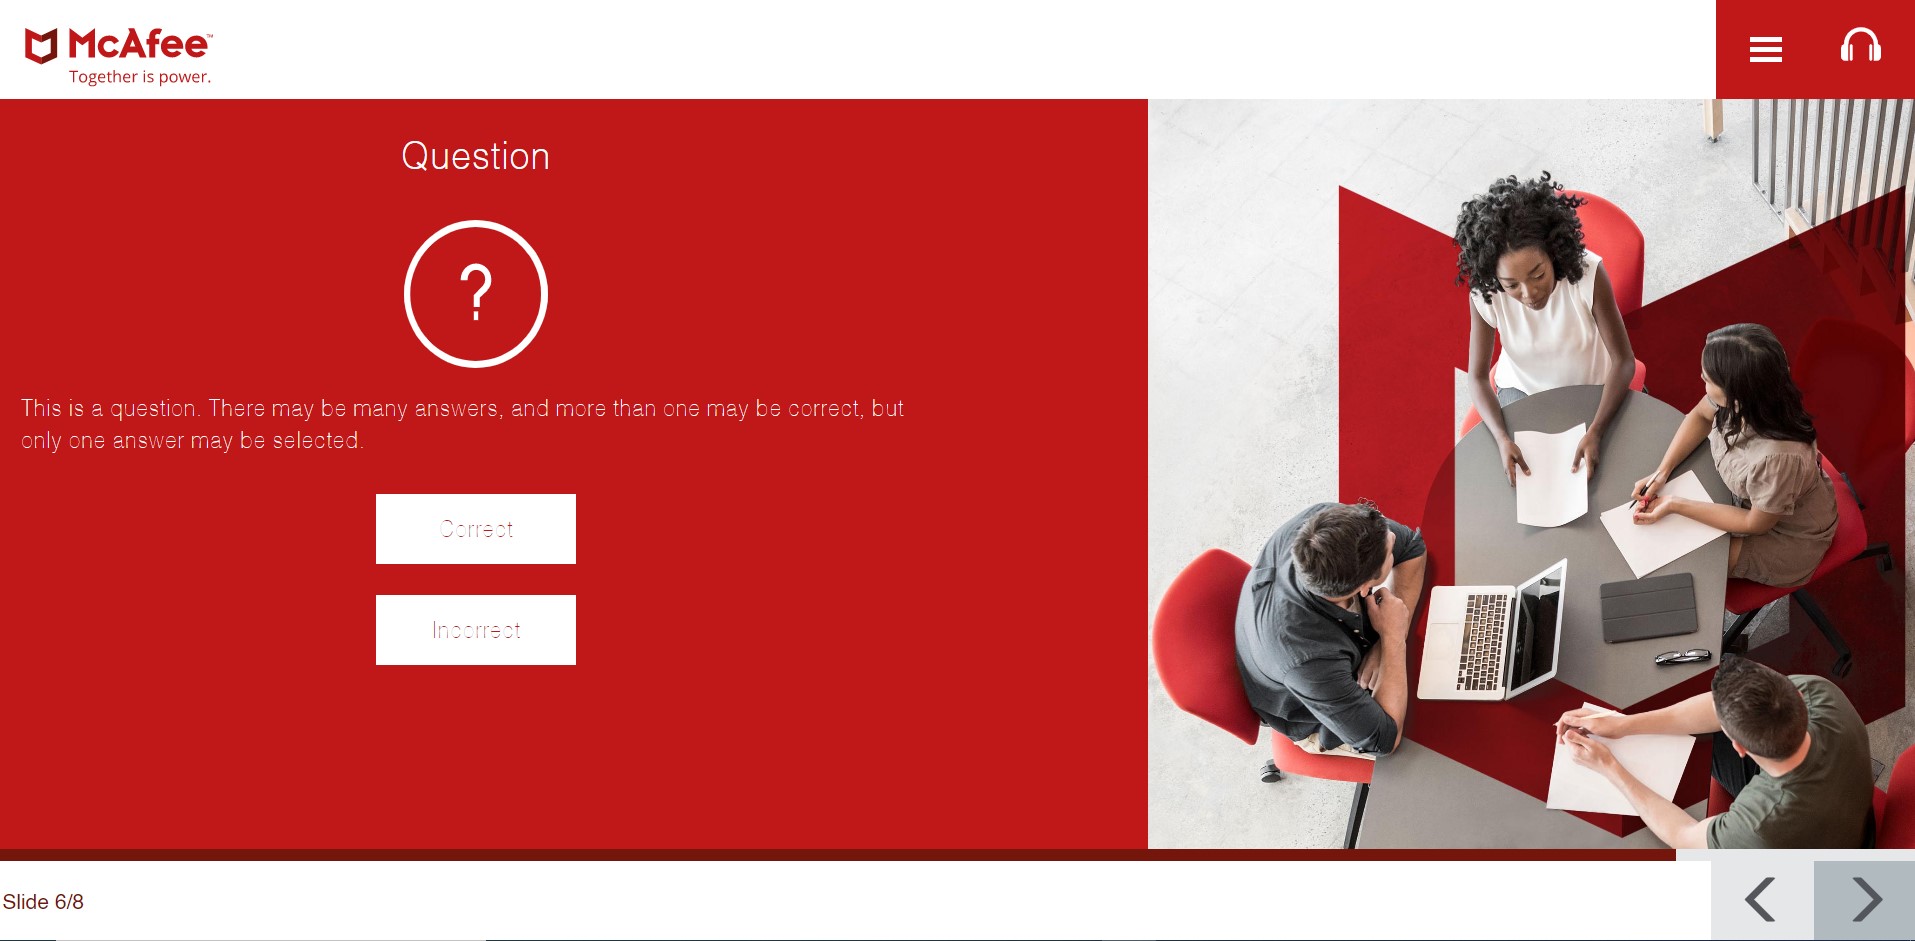 McAfee™
Together is power.
Question
?
This is a question. There may be many answers, and more than one may be correct, but
only one answer may be selected.
Correct
Incorrect
Slide 6/8